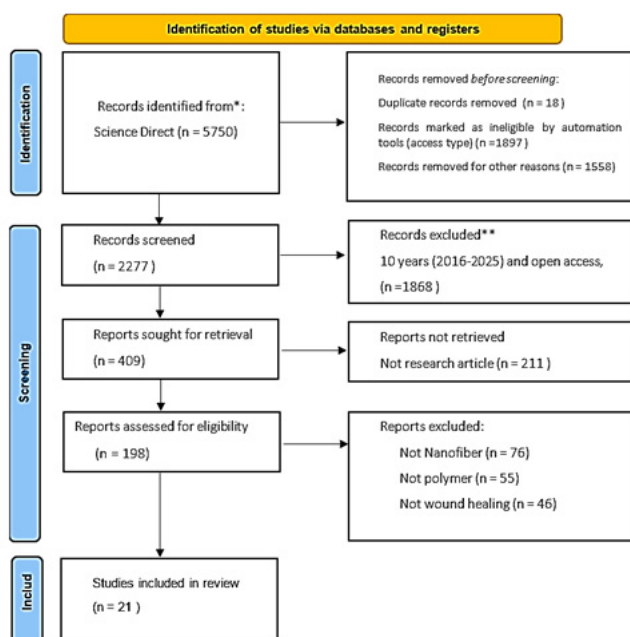 Identification of studies via databases and registers
Identification
Records identified from*:
Science Direct (n = 5750)
Records removed before screening:
Duplicate records removed (n = 18)
Records marked as ineligible by automation
tools (access type) (n =1897)
Records removed for other reasons (n = 1558)
Screening
Records screened
(n = 2277 )
Records excluded**
10 years (2016-2025) and open access,
(n =1868 )
Reports sought for retrieval
(n = 409)
Reports not retrieved
Not research article (n = 211 )
Reports assessed for eligibility
(n = 198)
Reports excluded:
Not Nanofiber (n = 76)
Not polymer (n = 55)
Not wound healing (n = 46)
Includ
Studies included in review
(n = 21 )